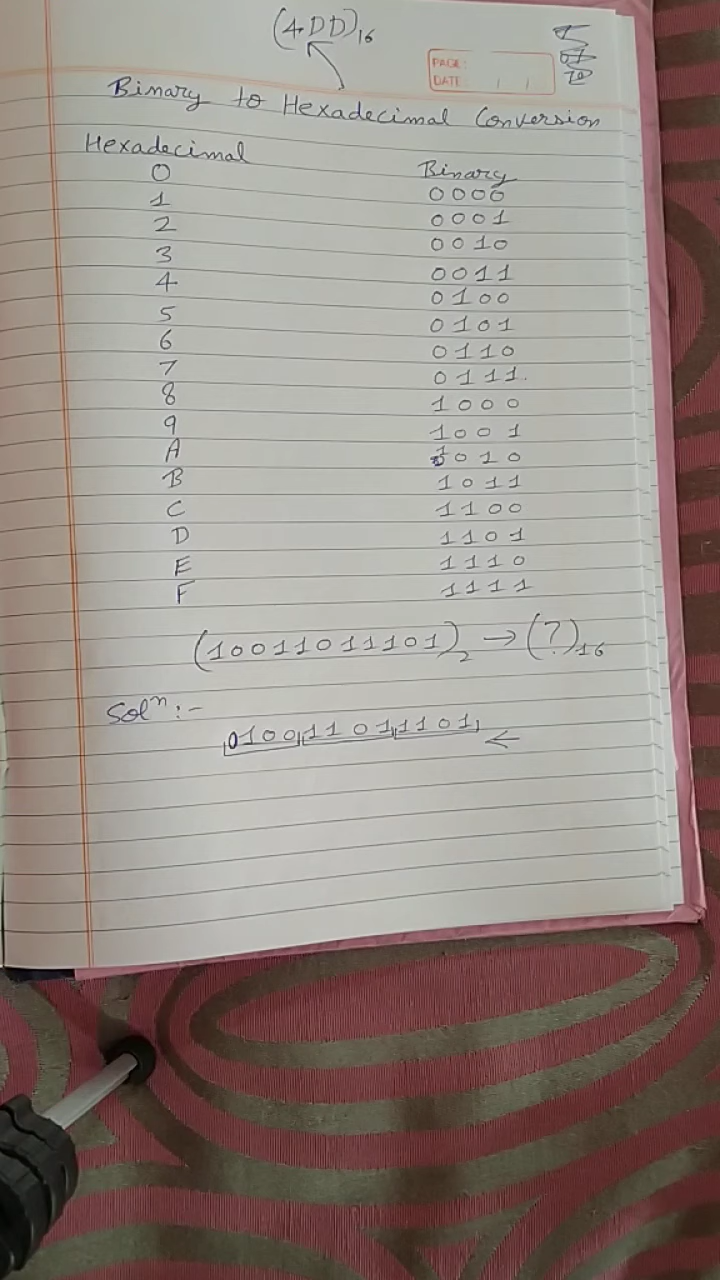 (4DD)16
PAGE:
DATE: / /
Binary to Hexadecimal Conversion
Hexadecimal Binary
0 0000
1 0001
2 0010
3 0011
4 0100
5 0101
6 0110
7 0111
8 1000
9 1001
A 1010
B 1011
C 1100
D 1101
E 1110
F 1111
(10011011101)2 → (?)16
Solⁿ :-
0100,1101,1101, ←